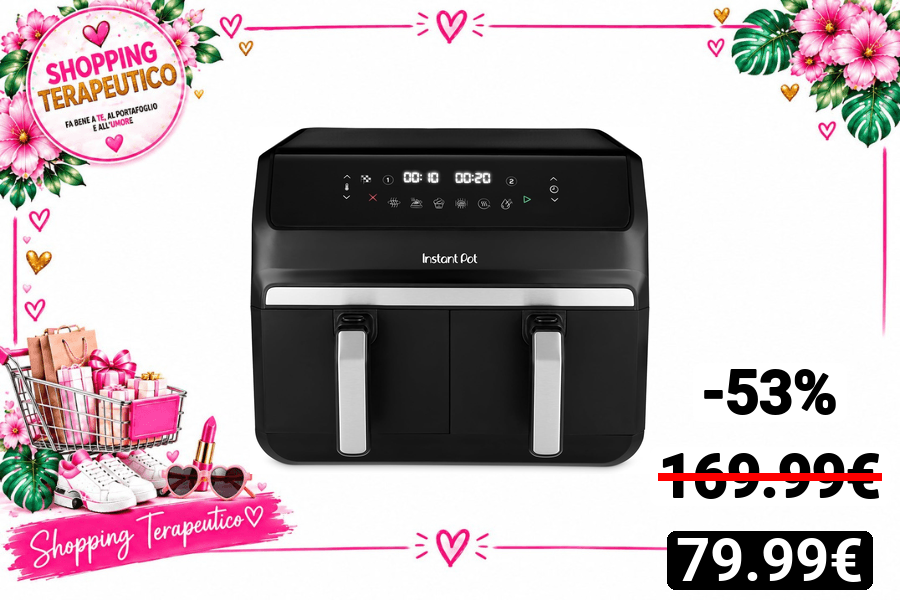 SHOPPING
TERAPEUTICO
FA BENE A TE, AL PORTAFOGLIO
E ALL'UMORE
1 00:10 00:20 2
Instant Pot
-53%
169.99€
79.99€
Shopping Terapeutico